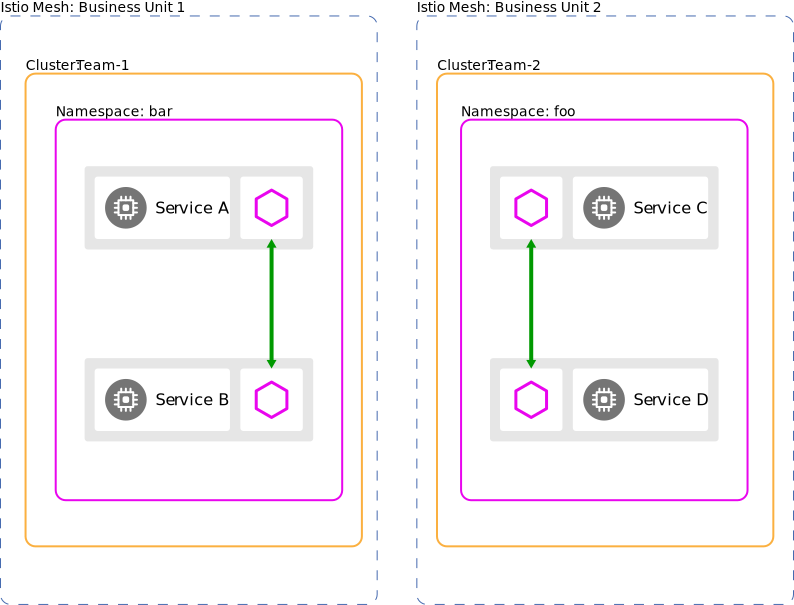 Istio Mesh: Business Unit 1
Cluster:Team-1
Namespace: bar
Service A
Service B
Istio Mesh: Business Unit 2
Cluster:Team-2
Namespace: foo
Service C
Service D